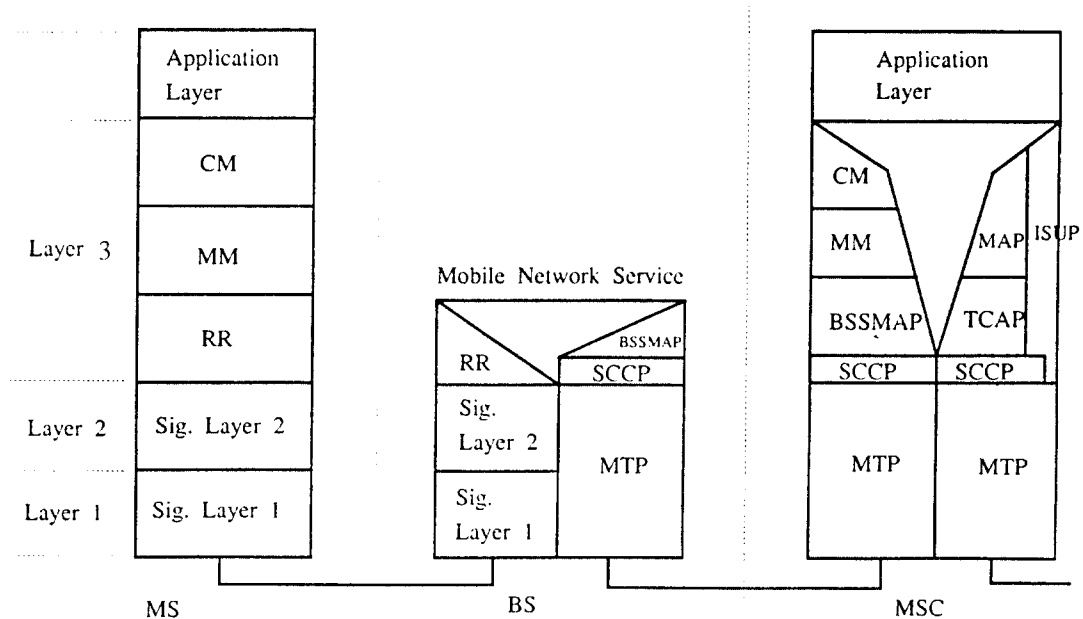 Application
Layer
CM
MM
RR
Sig. Layer 2
Sig. Layer 1
Layer 3
Layer 2
Layer 1
MS
Mobile Network Service
RR
BSSMAP
SCCP
Sig.
Layer 2
Sig.
Layer 1
MTP
BS
Application
Layer
CM
MM
BSSMAP
SCCP
MTP
MAP
ISUP
TCAP
SCCP
MTP
MSC